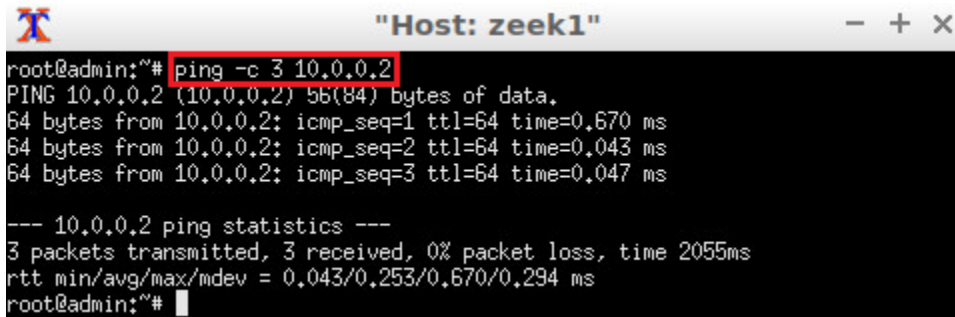 "Host: zeek1"
root@admin:~# ping -c 3 10.0.0.2
PING 10.0.0.2 (10.0.0.2) 56(84) bytes of data.
64 bytes from 10.0.0.2: icmp_seq=1 ttl=64 time=0.670 ms
64 bytes from 10.0.0.2: icmp_seq=2 ttl=64 time=0.043 ms
64 bytes from 10.0.0.2: icmp_seq=3 ttl=64 time=0.047 ms
--- 10.0.0.2 ping statistics ---
3 packets transmitted, 3 received, 0% packet loss, time 2055ms
rtt min/avg/max/mdev = 0.043/0.253/0.670/0.294 ms
root@admin:~#